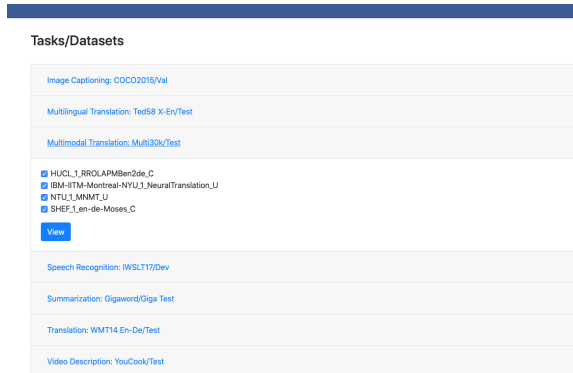 Tasks/Datasets
Image Captioning: COCO2015/Val
Multilingual Translation: Ted58 X-En/Test
Multimodal Translation: Multi30k/Test
HUCL_1_RROLAPMBen2de_C
IBM-IITM-Montreal-NYU_1_NeuralTranslation_U
NTU_1_MNMT_U
SHEF_1_en-de-Moses_C
View
Speech Recognition: IWSLT17/Dev
Summarization: Gigaword/Giga Test
Translation: WMT14 En-De/Test
Video Description: YouCook/Test